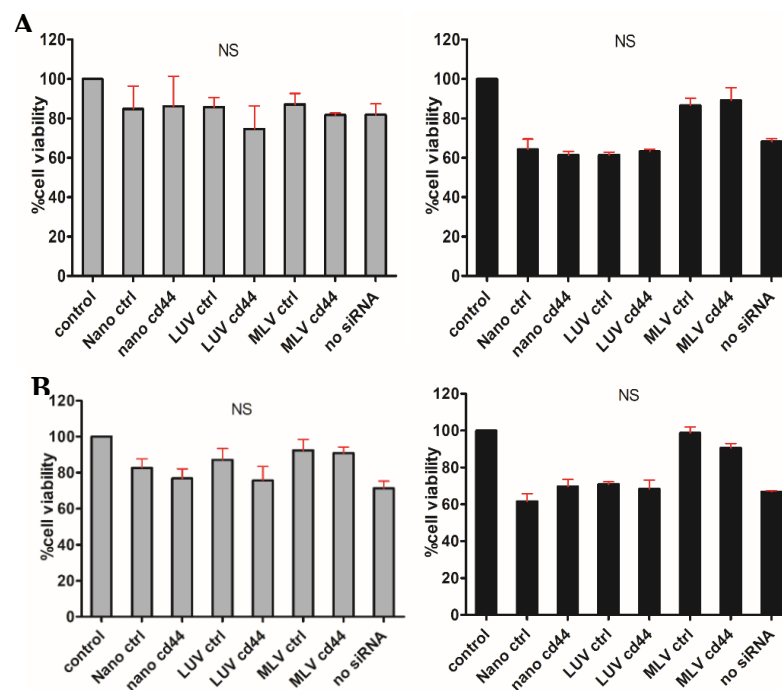 A
NS
%cell viability
120
100
80
60
40
20
0
control
Nano ctrl
nano cd44
LUV ctrl
LUV cd44
MLV ctrl
MLV cd44
no siRNA
NS
%cell viability
120
100
80
60
40
20
0
control
Nano ctrl
nano cd44
LUV ctrl
LUV cd44
MLV ctrl
MLV cd44
no siRNA
B
NS
%cell viability
120
100
80
60
40
20
0
control
Nano ctrl
nano cd44
LUV ctrl
LUV cd44
MLV ctrl
MLV cd44
no siRNA
NS
%cell viability
120
100
80
60
40
20
0
control
Nano ctrl
nano cd44
LUV ctrl
LUV cd44
MLV ctrl
MLV cd44
no siRNA